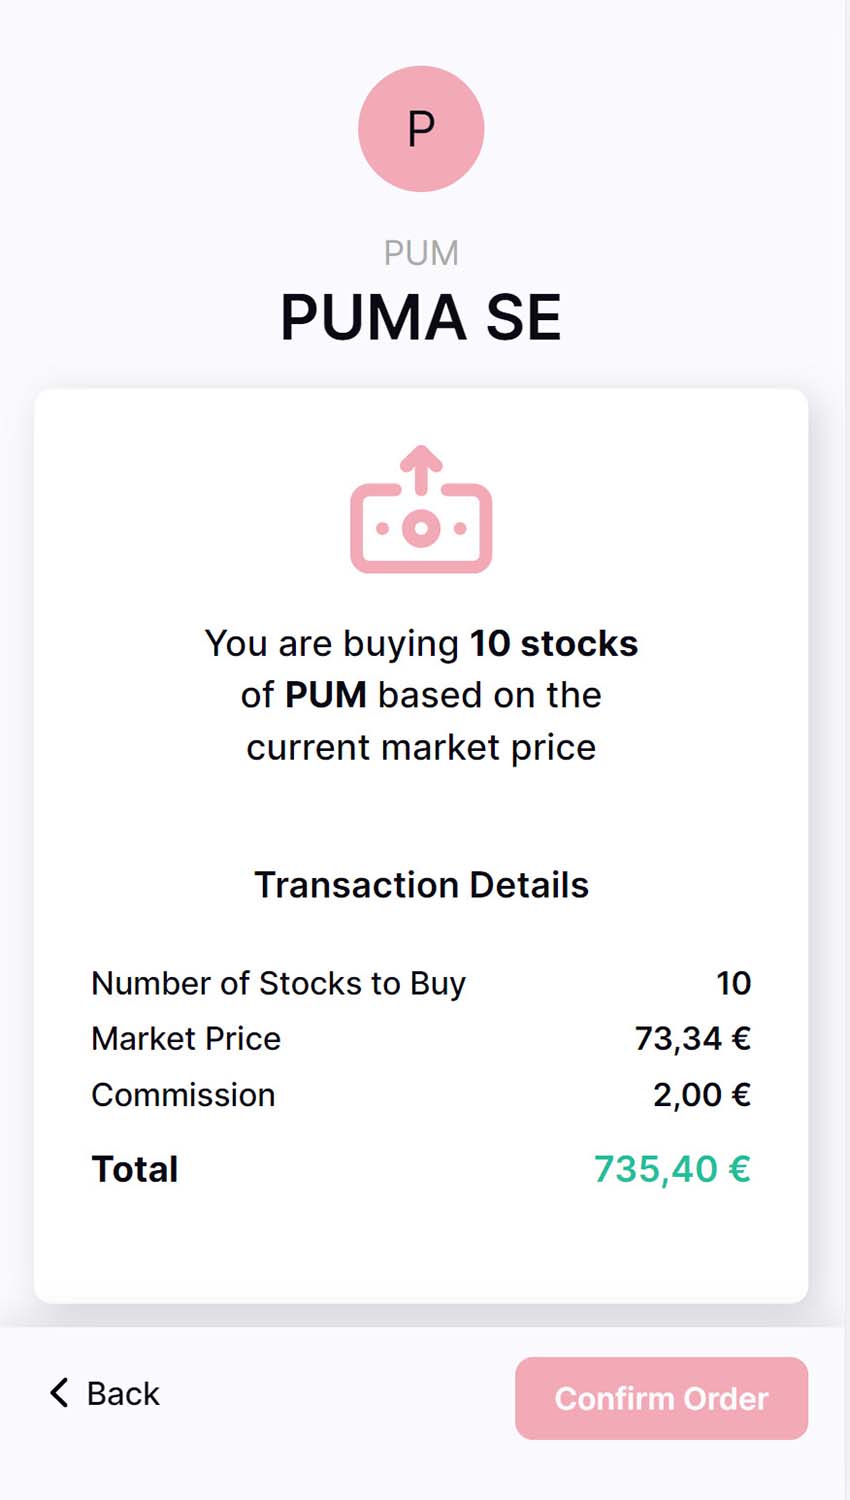 P
PUM
PUMA SE
You are buying 10 stocks
of PUM based on the
current market price
Transaction Details
Number of Stocks to Buy 10
Market Price 73,34 €
Commission 2,00 €
Total 735,40 €
Back Confirm Order